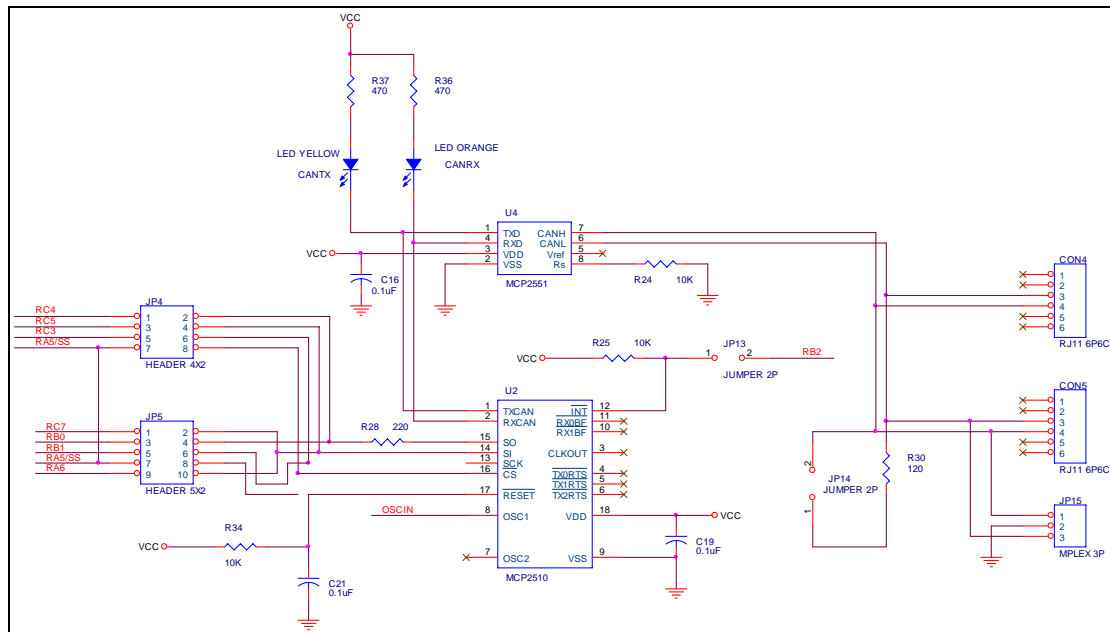 VCC
R37
470
R36
470
LED YELLOW
CANTX
LED ORANGE
CANRX
U4
1 TXD CANH 7
4 RXD CANL 6
3 VDD Vref 5
2 VSS Rs 8
MCP2551
VCC
C16
0.1uF
R24 10K
CON4
1
2
3
4
5
6
RJ11 6P6C
JP4
RC4 1 2
RC5 3 4
RC3 5 6
RA5/SS 7 8
HEADER 4X2
VCC
R25 10K
JP13
1 2
JUMPER 2P
RB2
JP5
RC7 1 2
RB0 3 4
RB1 5 6
RA5/SS 7 8
RA6 9 10
HEADER 5X2
R28 220
U2
1 TXCAN INT 12
2 RXCAN RX0BF 11
RX1BF 10
15 SO
14 SI CLKOUT 3
13 SCK
16 CS TX0RTS 4
TX1RTS 5
17 RESET TX2RTS 6
OSCIN 8 OSC1 VDD 18
7 OSC2 VSS 9
MCP2510
VCC
C19
0.1uF
CON5
1
2
3
4
5
6
RJ11 6P6C
2
JP14
JUMPER 2P
1
R30
120
JP15
1
2
3
MPLEX 3P
VCC
R34
10K
C21
0.1uF